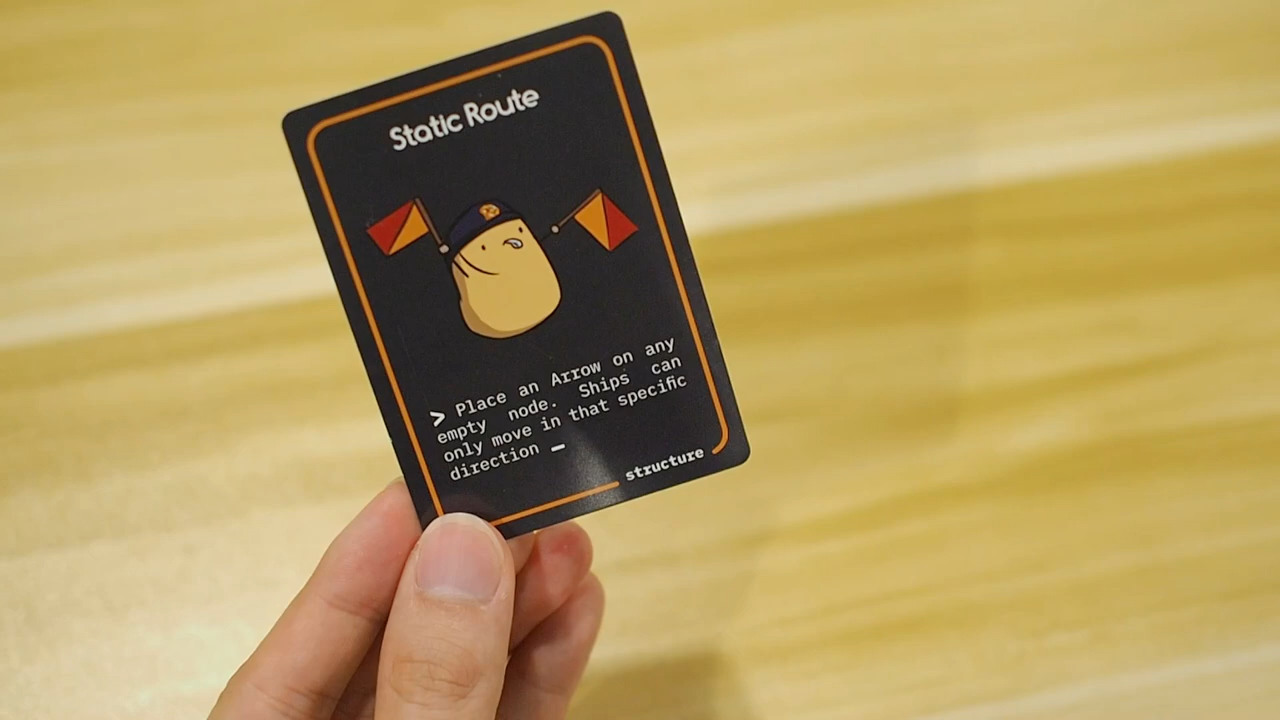 Static Route
> Place an Arrow on any
empty node. Ships can
only move in that specific
direction
structure